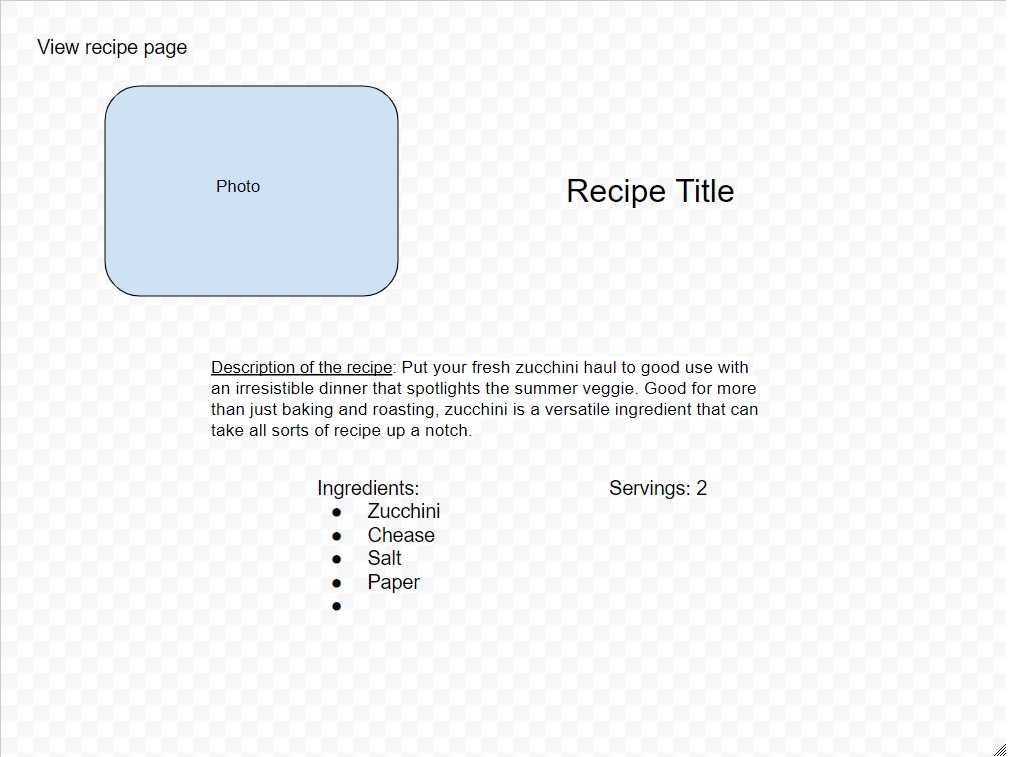 View recipe page
Photo
Recipe Title
Description of the recipe: Put your fresh zucchini haul to good use with
an irresistible dinner that spotlights the summer veggie. Good for more
than just baking and roasting, zucchini is a versatile ingredient that can
take all sorts of recipe up a notch.
Ingredients:
● Zucchini
● Chease
● Salt
● Paper
●
Servings: 2